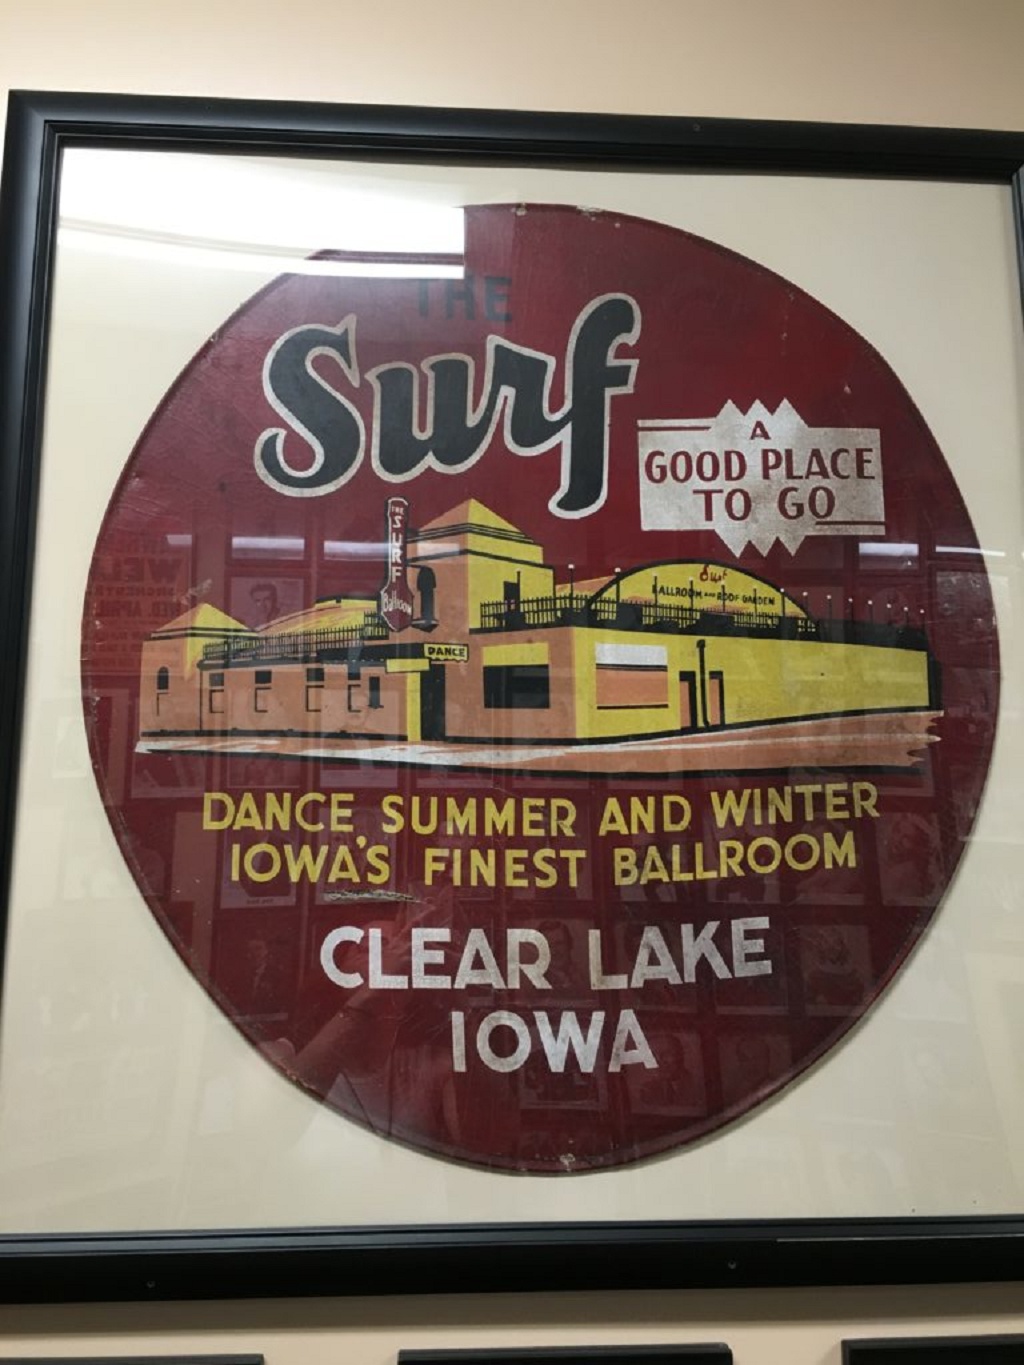 THE
Surf
A
GOOD PLACE
TO GO
THE
SURF
Ballroom
Surf
BALLROOM AND ROOF GARDEN
DANCE
DANCE SUMMER AND WINTER
IOWA'S FINEST BALLROOM
CLEAR LAKE
IOWA